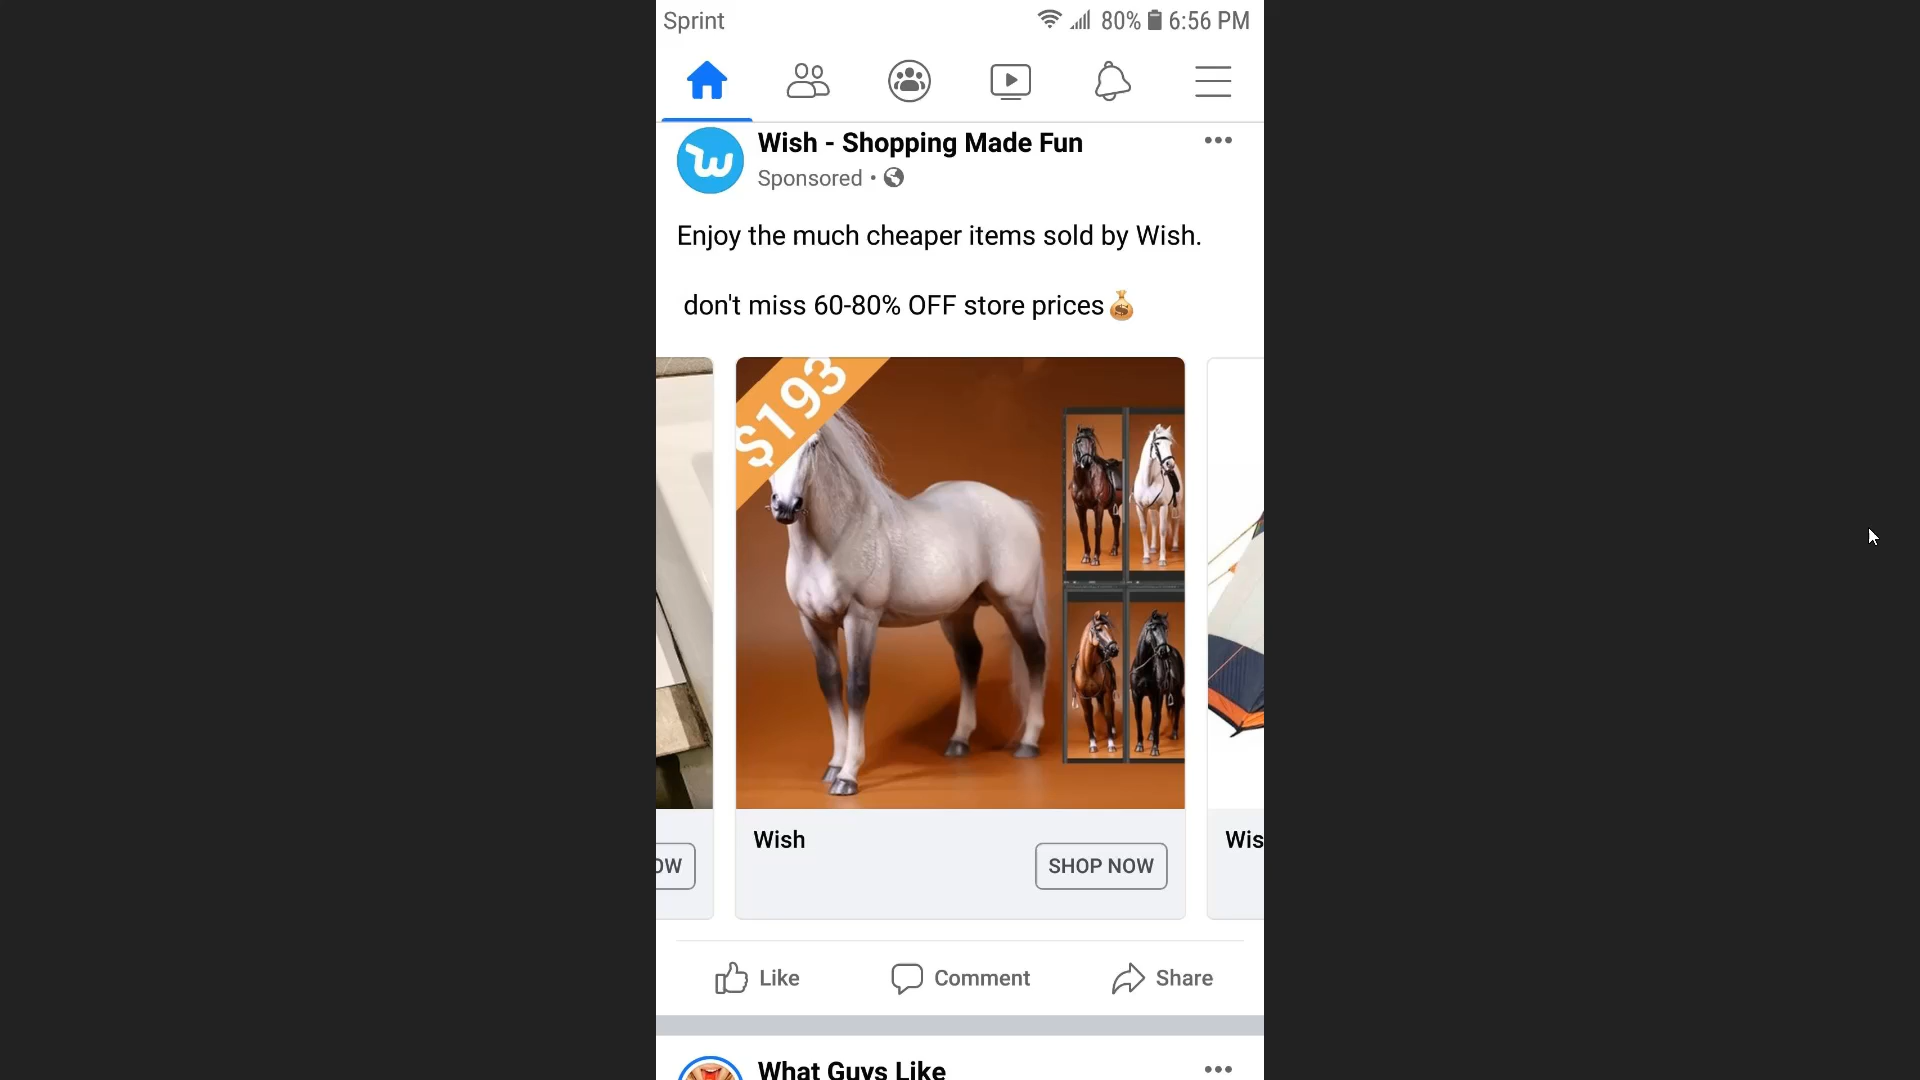 Sprint 80% 6:56 PM
Wish - Shopping Made Fun
Sponsored •
Enjoy the much cheaper items sold by Wish.
don't miss 60-80% OFF store prices
$193
OW
Wish
SHOP NOW
Wis
Like Comment Share
What Guys Like